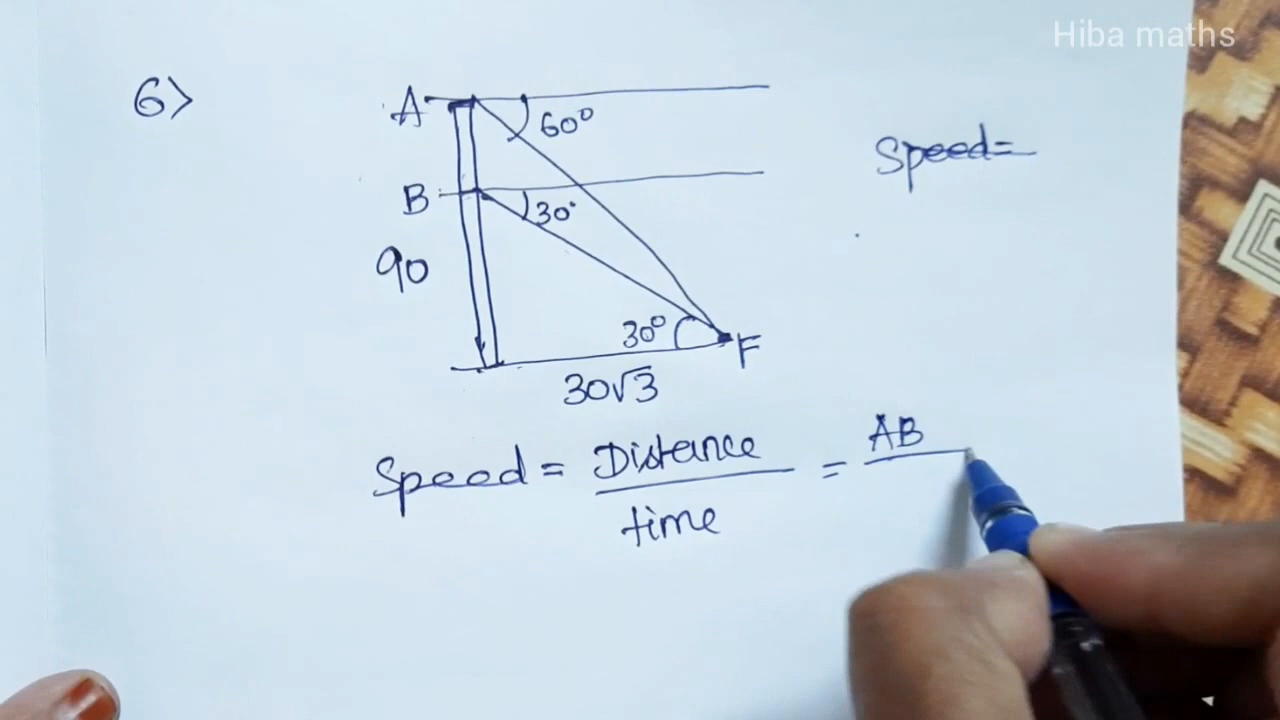 Hiba maths
6>
A 60°
Speed=
B 30°
90
30° F
30√3
Speed = Distance / time = AB